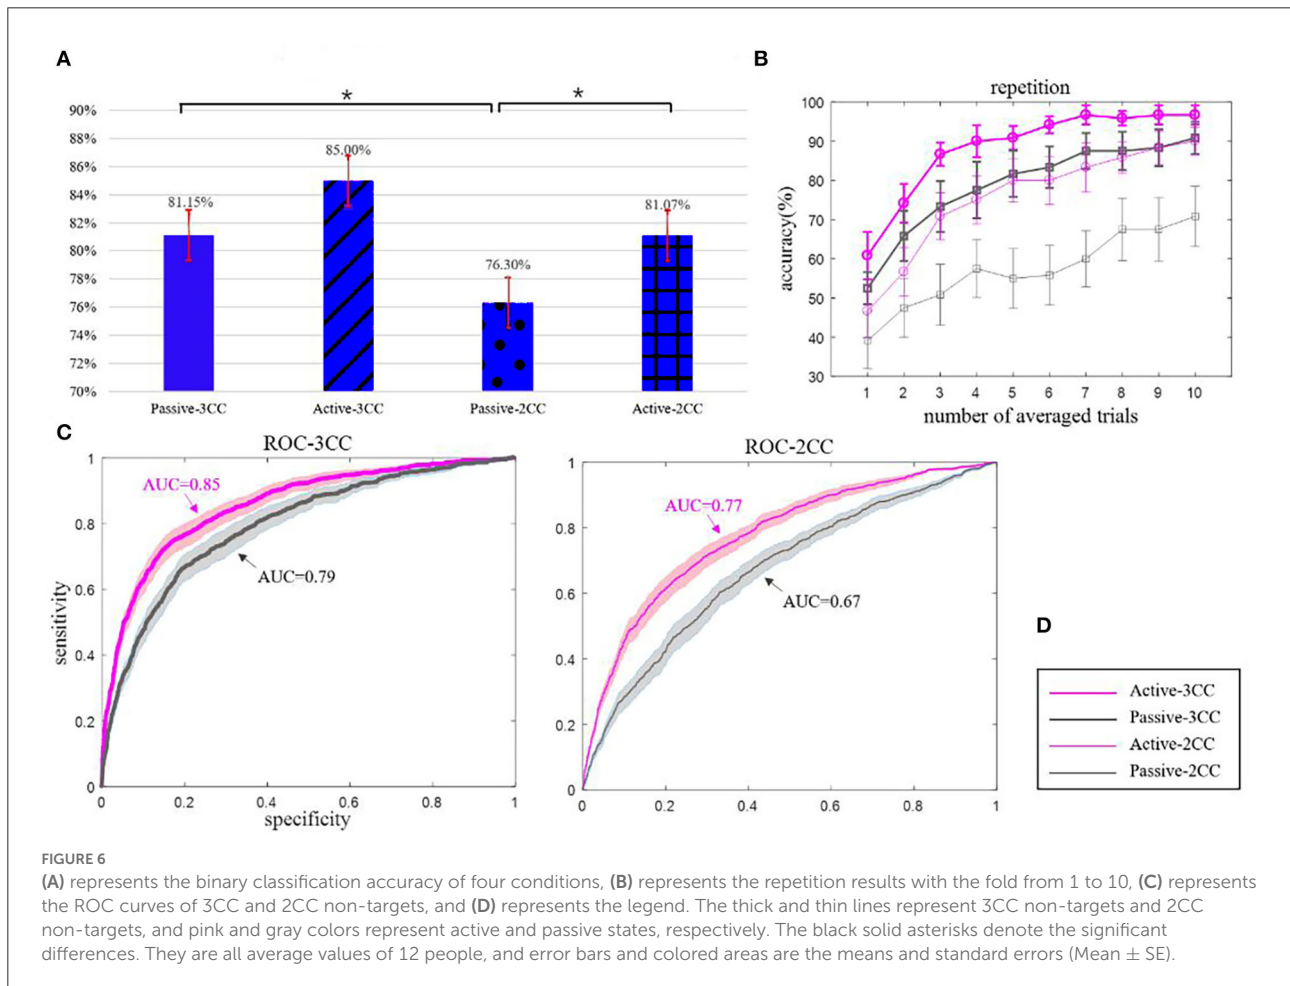 A
*
*
90%
88%
86%
84%
82%
80%
78%
76%
74%
72%
70%
81.15%
85.00%
76.30%
81.07%
Passive-3CC
Active-3CC
Passive-2CC
Active-2CC
B
repetition
accuracy(%)
100
90
80
70
60
50
40
30
1 2 3 4 5 6 7 8 9 10
number of averaged trials
C
ROC-3CC
sensitivity
1
0.8
0.6
0.4
0.2
0
AUC=0.85
AUC=0.79
0 0.2 0.4 0.6 0.8 1
specificity
ROC-2CC
1
0.8
0.6
0.4
0.2
0
AUC=0.77
AUC=0.67
0 0.2 0.4 0.6 0.8 1
D
Active-3CC
Passive-3CC
Active-2CC
Passive-2CC
FIGURE 6
(A) represents the binary classification accuracy of four conditions, (B) represents the repetition results with the fold from 1 to 10, (C) represents
the ROC curves of 3CC and 2CC non-targets, and (D) represents the legend. The thick and thin lines represent 3CC non-targets and 2CC
non-targets, and pink and gray colors represent active and passive states, respectively. The black solid asterisks denote the significant
differences. They are all average values of 12 people, and error bars and colored areas are the means and standard errors (Mean ± SE).